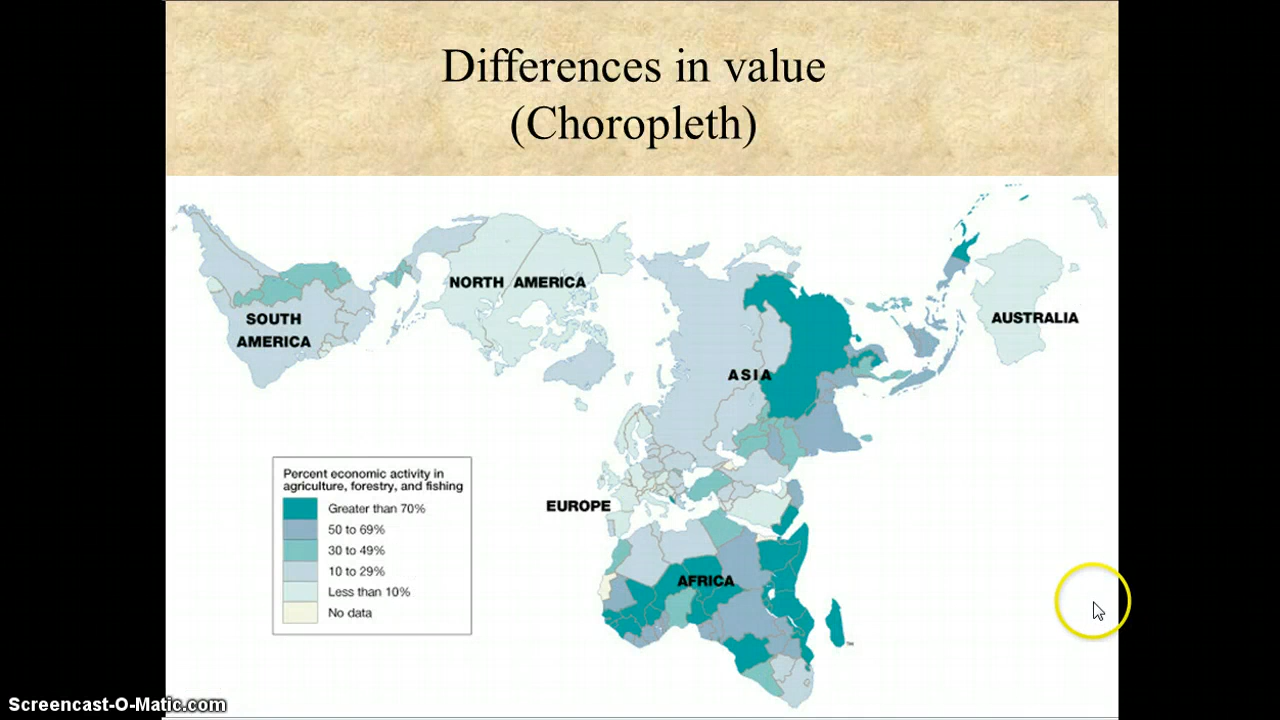 Differences in value
(Choropleth)
NORTH AMERICA
SOUTH
AMERICA
AUSTRALIA
ASIA
EUROPE
AFRICA
Percent economic activity in
agriculture, forestry, and fishing
Greater than 70%
50 to 69%
30 to 49%
10 to 29%
Less than 10%
No data
TM
Screencast-O-Matic.com